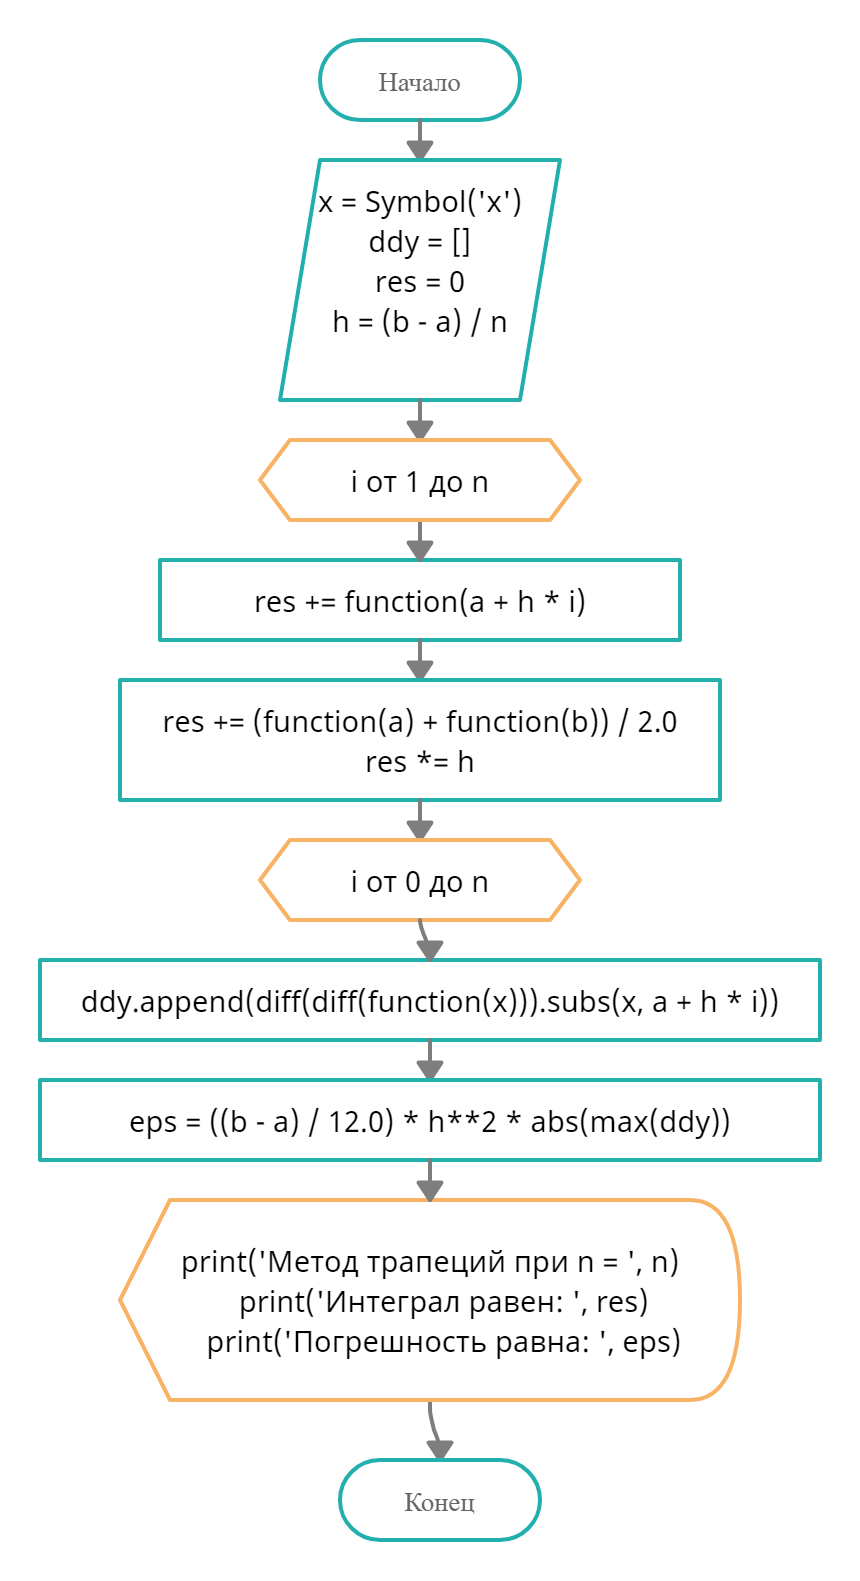 Начало
x = Symbol('x')
ddy = []
res = 0
h = (b - a) / n
i от 1 до n
res += function(a + h * i)
res += (function(a) + function(b)) / 2.0
res *= h
i от 0 до n
ddy.append(diff(diff(function(x))).subs(x, a + h * i))
eps = ((b - a) / 12.0) * h**2 * abs(max(ddy))
print('Метод трапеций при n = ', n)
print('Интеграл равен: ', res)
print('Погрешность равна: ', eps)
Конец